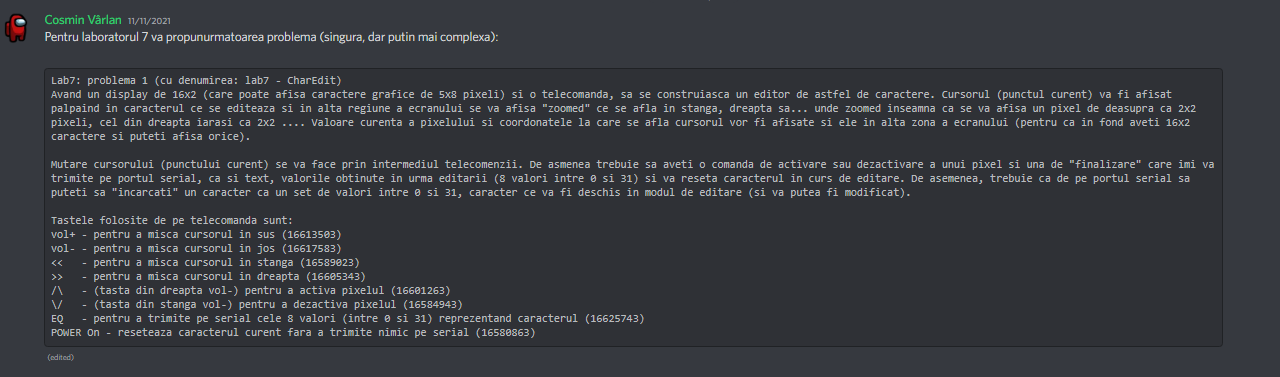 Cosmin Vârlan 11/11/2021
Pentru laboratorul 7 va propunurmatoarea problema (singura, dar putin mai complexa):
Lab7: problema 1 (cu denumirea: lab7 - CharEdit)
Avand un display de 16x2 (care poate afisa caractere grafice de 5x8 pixeli) si o telecomanda, sa se construiasca un editor de astfel de caractere. Cursorul (punctul curent) va fi afisat
palpaind in caracterul ce se editeaza si in alta regiune a ecranului se va afisa "zoomed" ce se afla in stanga, dreapta sa... unde zoomed inseamna ca se va afisa un pixel de deasupra ca 2x2
pixeli, cel din dreapta iarasi ca 2x2 .... Valoare curenta a pixelului si coordonatele la care se afla cursorul vor fi afisate si ele in alta zona a ecranului (pentru ca in fond aveti 16x2
caractere si puteti afisa orice).
Mutare cursorului (punctului curent) se va face prin intermediul telecomenzii. De asmenea trebuie sa aveti o comanda de activare sau dezactivare a unui pixel si una de "finalizare" care imi va
trimite pe portul serial, ca si text, valorile obtinute in urma editarii (8 valori intre 0 si 31) si va reseta caracterul in curs de editare. De asemenea, trebuie ca de pe portul serial sa
puteti sa "incarcati" un caracter ca un set de valori intre 0 si 31, caracter ce va fi deschis in modul de editare (si va putea fi modificat).
Tastele folosite de pe telecomanda sunt:
vol+ - pentru a misca cursorul in sus (16613503)
vol- - pentru a misca cursorul in jos (16617583)
<< - pentru a misca cursorul in stanga (16589023)
>> - pentru a misca cursorul in dreapta (16605343)
/\ - (tasta din dreapta vol-) pentru a activa pixelul (16601263)
\/ - (tasta din stanga vol-) pentru a dezactiva pixelul (16584943)
EQ - pentru a trimite pe serial cele 8 valori (intre 0 si 31) reprezentand caracterul (16625743)
POWER On - reseteaza caracterul curent fara a trimite nimic pe serial (16580863)
(edited)